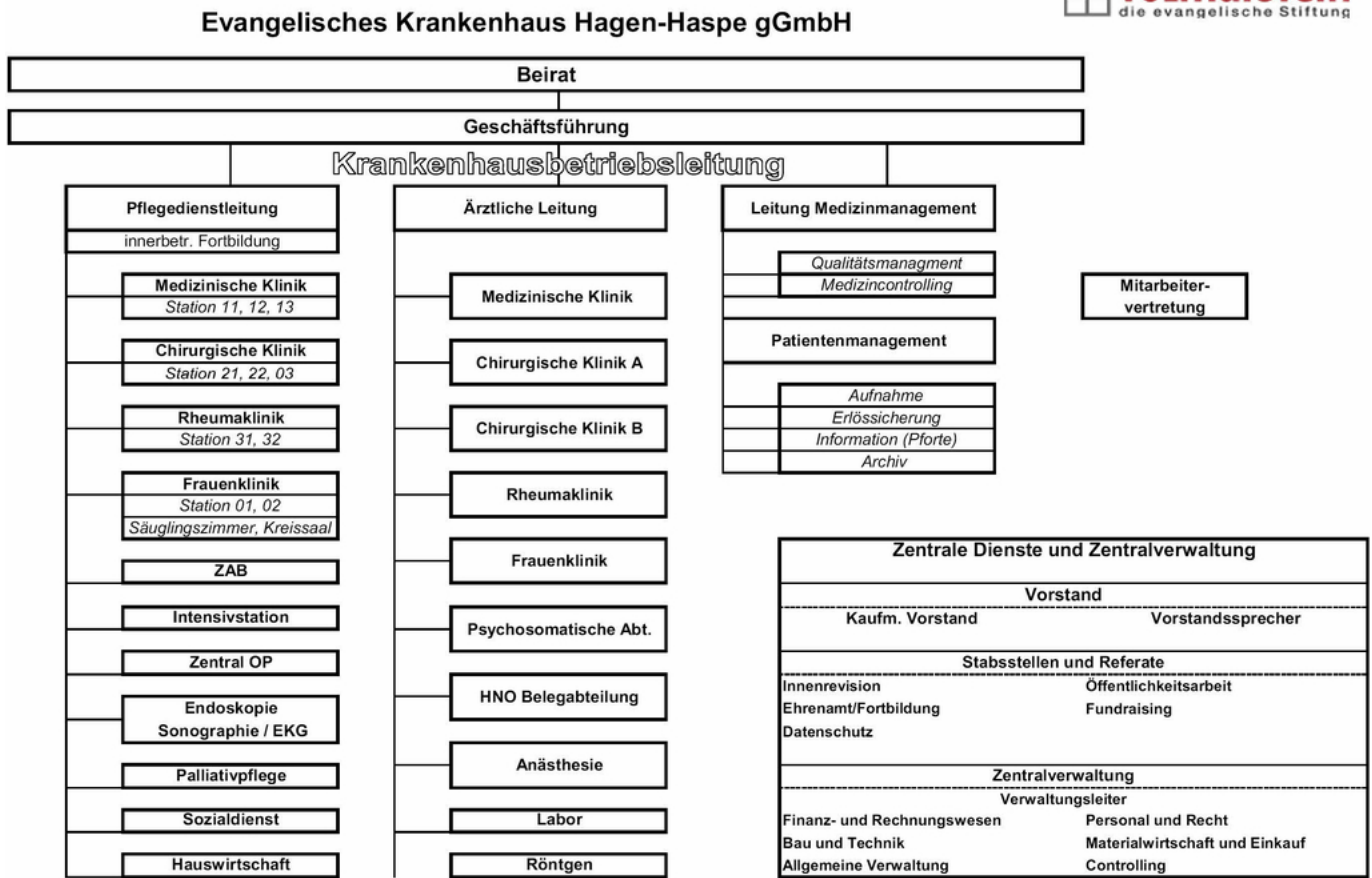 Evangelisches Krankenhaus Hagen-Haspe gGmbH
die evangelische Stiftung
Beirat
Geschäftsführung
Krankenhausbetriebsleitung
Pflegedienstleitung
innerbetr. Fortbildung
Medizinische Klinik
Station 11, 12, 13
Chirurgische Klinik
Station 21, 22, 03
Rheumaklinik
Station 31, 32
Frauenklinik
Station 01, 02
Säuglingszimmer, Kreissaal
ZAB
Intensivstation
Zentral OP
Endoskopie
Sonographie / EKG
Palliativpflege
Sozialdienst
Hauswirtschaft
Ärztliche Leitung
Medizinische Klinik
Chirurgische Klinik A
Chirurgische Klinik B
Rheumaklinik
Frauenklinik
Psychosomatische Abt.
HNO Belegabteilung
Anästhesie
Labor
Röntgen
Leitung Medizinmanagement
Qualitätsmanagment
Medizincontrolling
Patientenmanagement
Aufnahme
Erlössicherung
Information (Pforte)
Archiv
Mitarbeiter-
vertretung
Zentrale Dienste und Zentralverwaltung
Vorstand
Kaufm. Vorstand Vorstandssprecher
Stabsstellen und Referate
Innenrevision Öffentlichkeitsarbeit
Ehrenamt/Fortbildung Fundraising
Datenschutz
Zentralverwaltung
Verwaltungsleiter
Finanz- und Rechnungswesen Personal und Recht
Bau und Technik Materialwirtschaft und Einkauf
Allgemeine Verwaltung Controlling